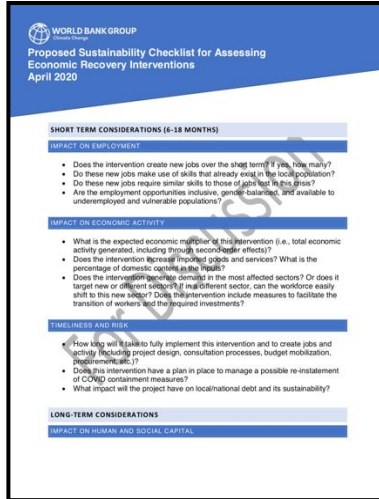 WORLD BANK GROUP
Climate Change
Proposed Sustainability Checklist for Assessing
Economic Recovery Interventions
April 2020
SHORT TERM CONSIDERATIONS (6-18 MONTHS)
IMPACT ON EMPLOYMENT
• Does the intervention create new jobs over the short term? If yes, how many?
• Do these new jobs make use of skills that already exist in the local population?
• Do these new jobs require similar skills to those of jobs lost in this crisis?
• Are the employment opportunities inclusive, gender-balanced, and available to
underemployed and vulnerable populations?
IMPACT ON ECONOMIC ACTIVITY
• What is the expected economic multiplier of this intervention (i.e., total economic
activity generated, including through second-order effects)?
• Does the intervention increase imported goods and services? What is the
percentage of domestic content in the inputs?
• Does the intervention generate demand in the most affected sectors? Or does it
target new or different sectors? If in a different sector, can the workforce easily
shift to this new sector? Does the intervention include measures to facilitate the
transition of workers and the required investments?
TIMELINESS AND RISK
• How long will it take to fully implement this intervention and to create jobs and
activity (including project design, consultation processes, budget mobilization,
procurement, etc.)?
• Does this intervention have a plan in place to manage a possible re-instatement
of COVID containment measures?
• What impact will the project have on local/national debt and its sustainability?
LONG-TERM CONSIDERATIONS
IMPACT ON HUMAN AND SOCIAL CAPITAL
For Discussion